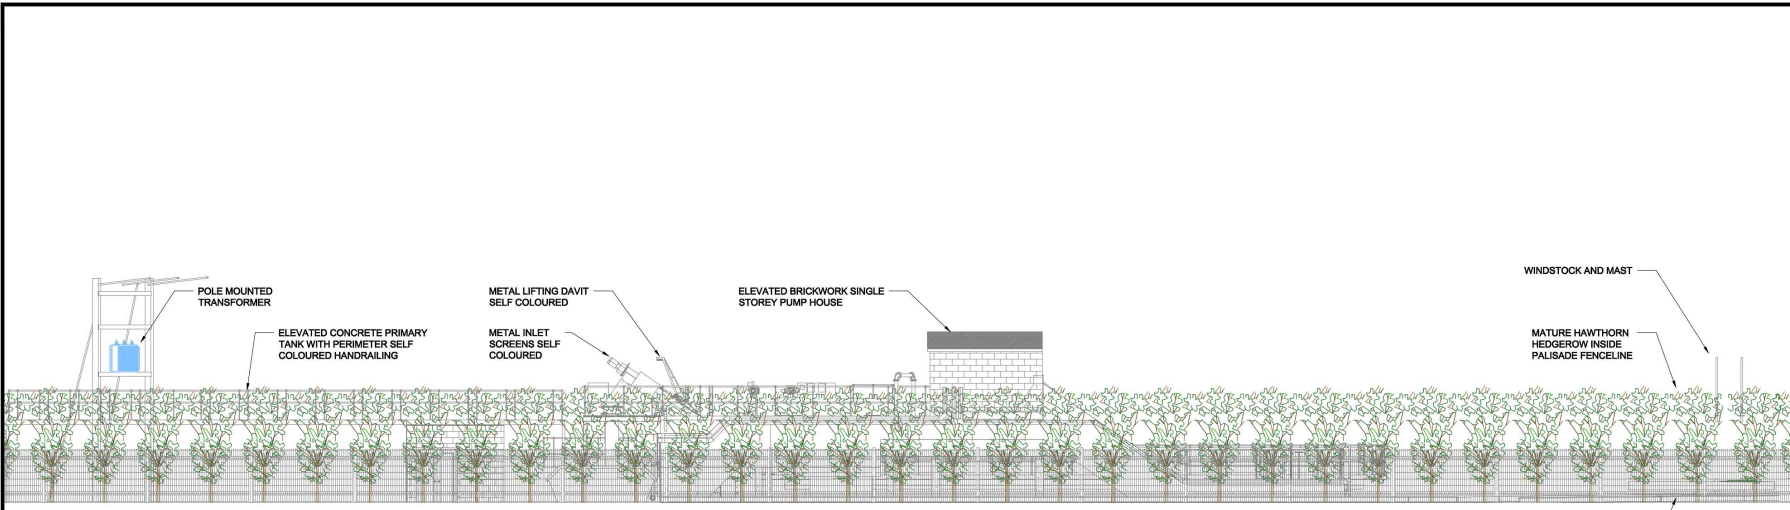 POLE MOUNTED
TRANSFORMER
ELEVATED CONCRETE PRIMARY
TANK WITH PERIMETER SELF
COLOURED HANDRAILING
METAL LIFTING DAVIT
SELF COLOURED
METAL INLET
SCREENS SELF
COLOURED
ELEVATED BRICKWORK SINGLE
STOREY PUMP HOUSE
WINDSTOCK AND MAST
MATURE HAWTHORN
HEDGEROW INSIDE
PALISADE FENCELINE